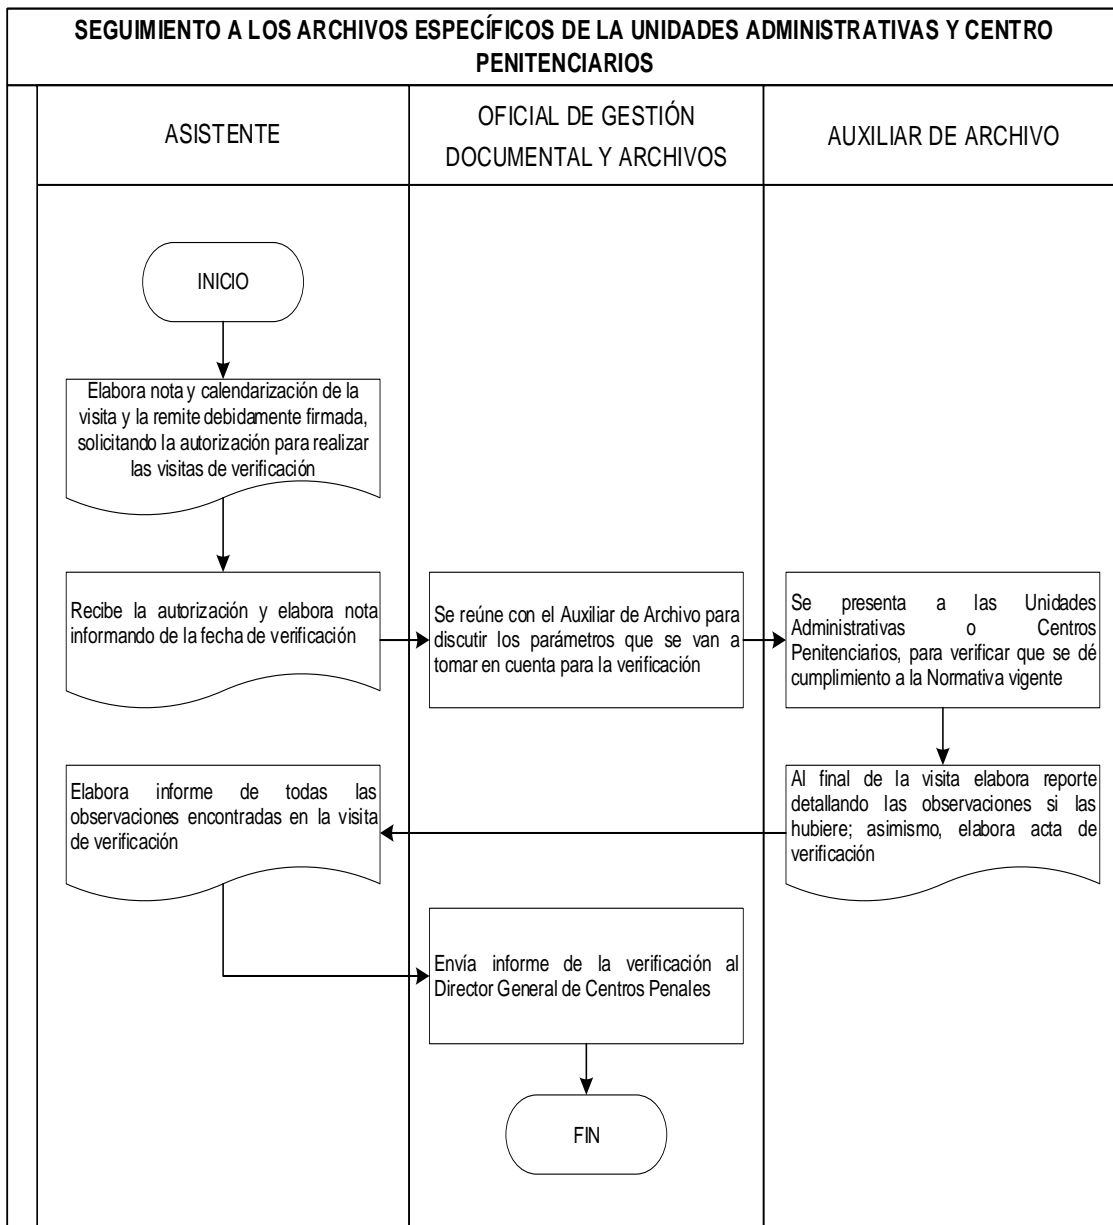 SEGUIMIENTO A LOS ARCHIVOS ESPECÍFICOS DE LA UNIDADES ADMINISTRATIVAS Y CENTRO
PENITENCIARIOS
ASISTENTE
OFICIAL DE GESTIÓN
DOCUMENTAL Y ARCHIVOS
AUXILIAR DE ARCHIVO
INICIO
Elabora nota y calendarización de la
visita y la remite debidamente firmada,
solicitando la autorización para realizar
las visitas de verificación
Recibe la autorización y elabora nota
informando de la fecha de verificación
Se reúne con el Auxiliar de Archivo para
discutir los parámetros que se van a
tomar en cuenta para la verificación
Se presenta a las Unidades
Administrativas o Centros
Penitenciarios, para verificar que se dé
cumplimiento a la Normativa vigente
Al final de la visita elabora reporte
detallando las observaciones si las
hubiere; asimismo, elabora acta de
verificación
Elabora informe de todas las
observaciones encontradas en la visita
de verificación
Envía informe de la verificación al
Director General de Centros Penales
FIN